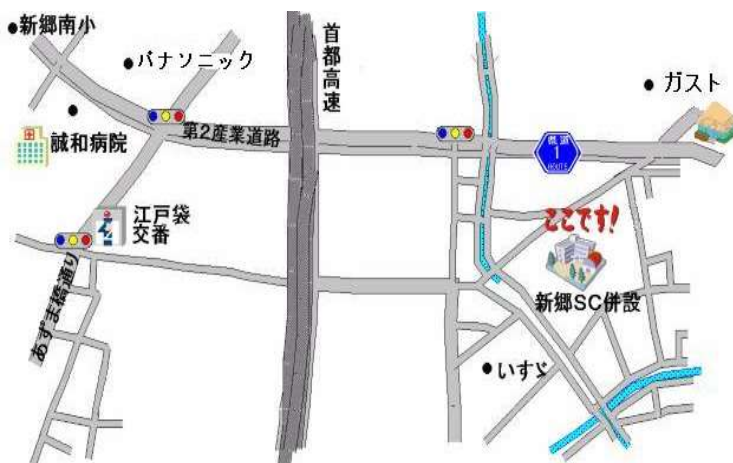 新郷南小
パナソニック
首都高速
ガスト
誠和病院
第2産業道路
県道
1
江戸袋
交番
ここです!
新郷SC併設
あずま橋通り
いすゞ